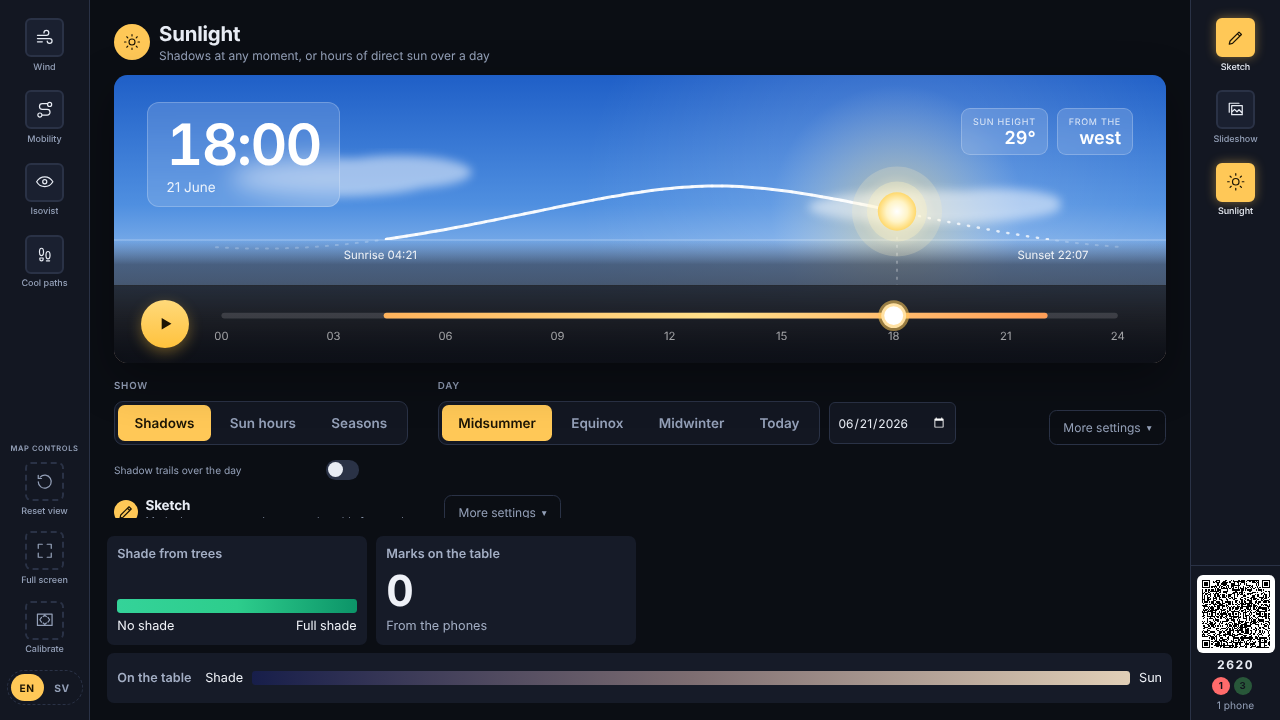 Wind
Mobility
Isovist
Cool paths
MAP CONTROLS
Reset view
Full screen
Calibrate
EN SV
Sunlight
Shadows at any moment, or hours of direct sun over a day
18:00
21 June
SUN HEIGHT
29°
FROM THE
west
Sunrise 04:21
Sunset 22:07
00 03 06 09 12 15 18 21 24
SHOW
Shadows Sun hours Seasons
DAY
Midsummer Equinox Midwinter Today
06/21/2026
More settings ▾
Shadow trails over the day
Sketch
More settings ▾
Shade from trees
No shade Full shade
Marks on the table
0
From the phones
On the table Shade Sun
Sketch
Slideshow
Sunlight
2620
1 3
1 phone